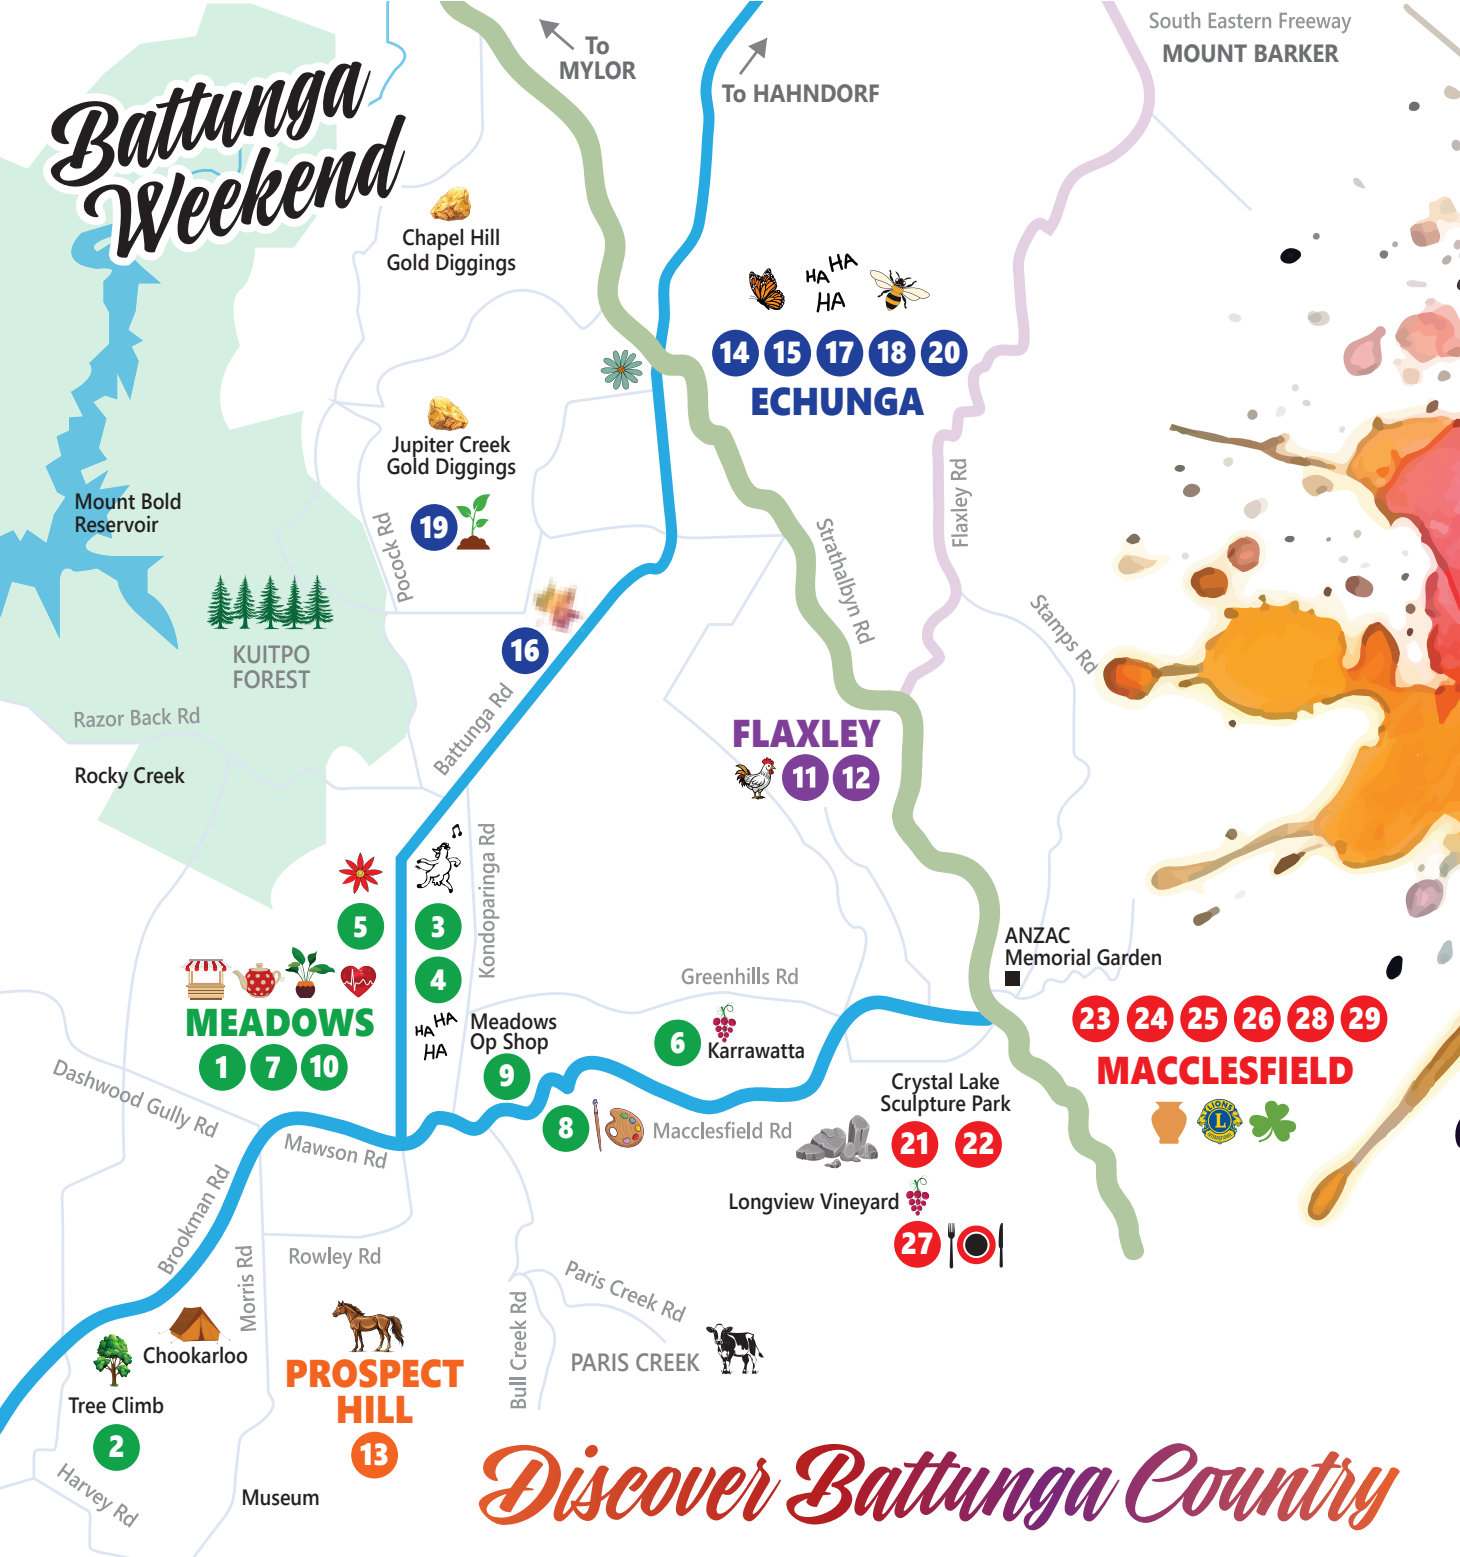 Battunga
Weekend
To
MYLOR
To HAHNDORF
South Eastern Freeway
MOUNT BARKER
Chapel Hill
Gold Diggings
HA HA
HA
14 15 17 18 20
ECHUNGA
Jupiter Creek
Gold Diggings
19
Pocock Rd
Mount Bold
Reservoir
Flaxley Rd
Strathalbyn Rd
Stamps Rd
KUITPO
FOREST
16
Battunga Rd
Razor Back Rd
Rocky Creek
FLAXLEY
11 12
Kondoparinga Rd
5
3
4
MEADOWS
1 7 10
HA HA
HA
Meadows
Op Shop
9
Greenhills Rd
6
Karrawatta
ANZAC
Memorial Garden
23 24 25 26 28 29
MACCLESFIELD
LIONS
L
INTERNATIONAL
Dashwood Gully Rd
Mawson Rd
8
Macclesfield Rd
Crystal Lake
Sculpture Park
21 22
Longview Vineyard
27
Brookman Rd
Morris Rd
Rowley Rd
Bull Creek Rd
Paris Creek Rd
PARIS CREEK
Chookarloo
Tree Climb
2
PROSPECT
HILL
13
Harvey Rd
Museum
Discover Battunga Country